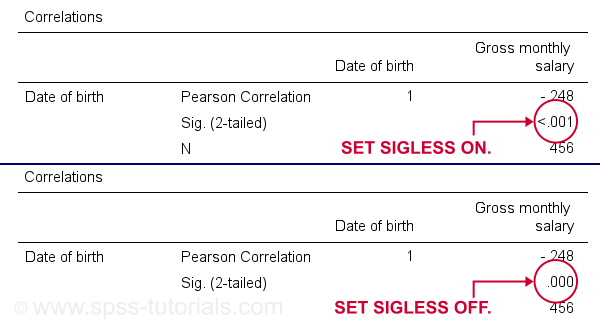 Correlations
Date of birth Gross monthly salary
Date of birth Pearson Correlation 1 -.248
Sig. (2-tailed) <.001
N 456
SET SIGLESS ON.
Correlations
Date of birth Gross monthly salary
Date of birth Pearson Correlation 1 -.248
Sig. (2-tailed) .000
456
SET SIGLESS OFF.
© www.spss-tutorials.com